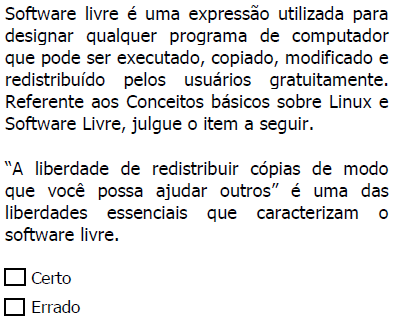 Software livre é uma expressão utilizada para
designar qualquer programa de computador
que pode ser executado, copiado, modificado e
redistribuído pelos usuários gratuitamente.
Referente aos Conceitos básicos sobre Linux e
Software Livre, julgue o item a seguir.
“A liberdade de redistribuir cópias de modo
que você possa ajudar outros” é uma das
liberdades essenciais que caracterizam o
software livre.
Certo
Errado